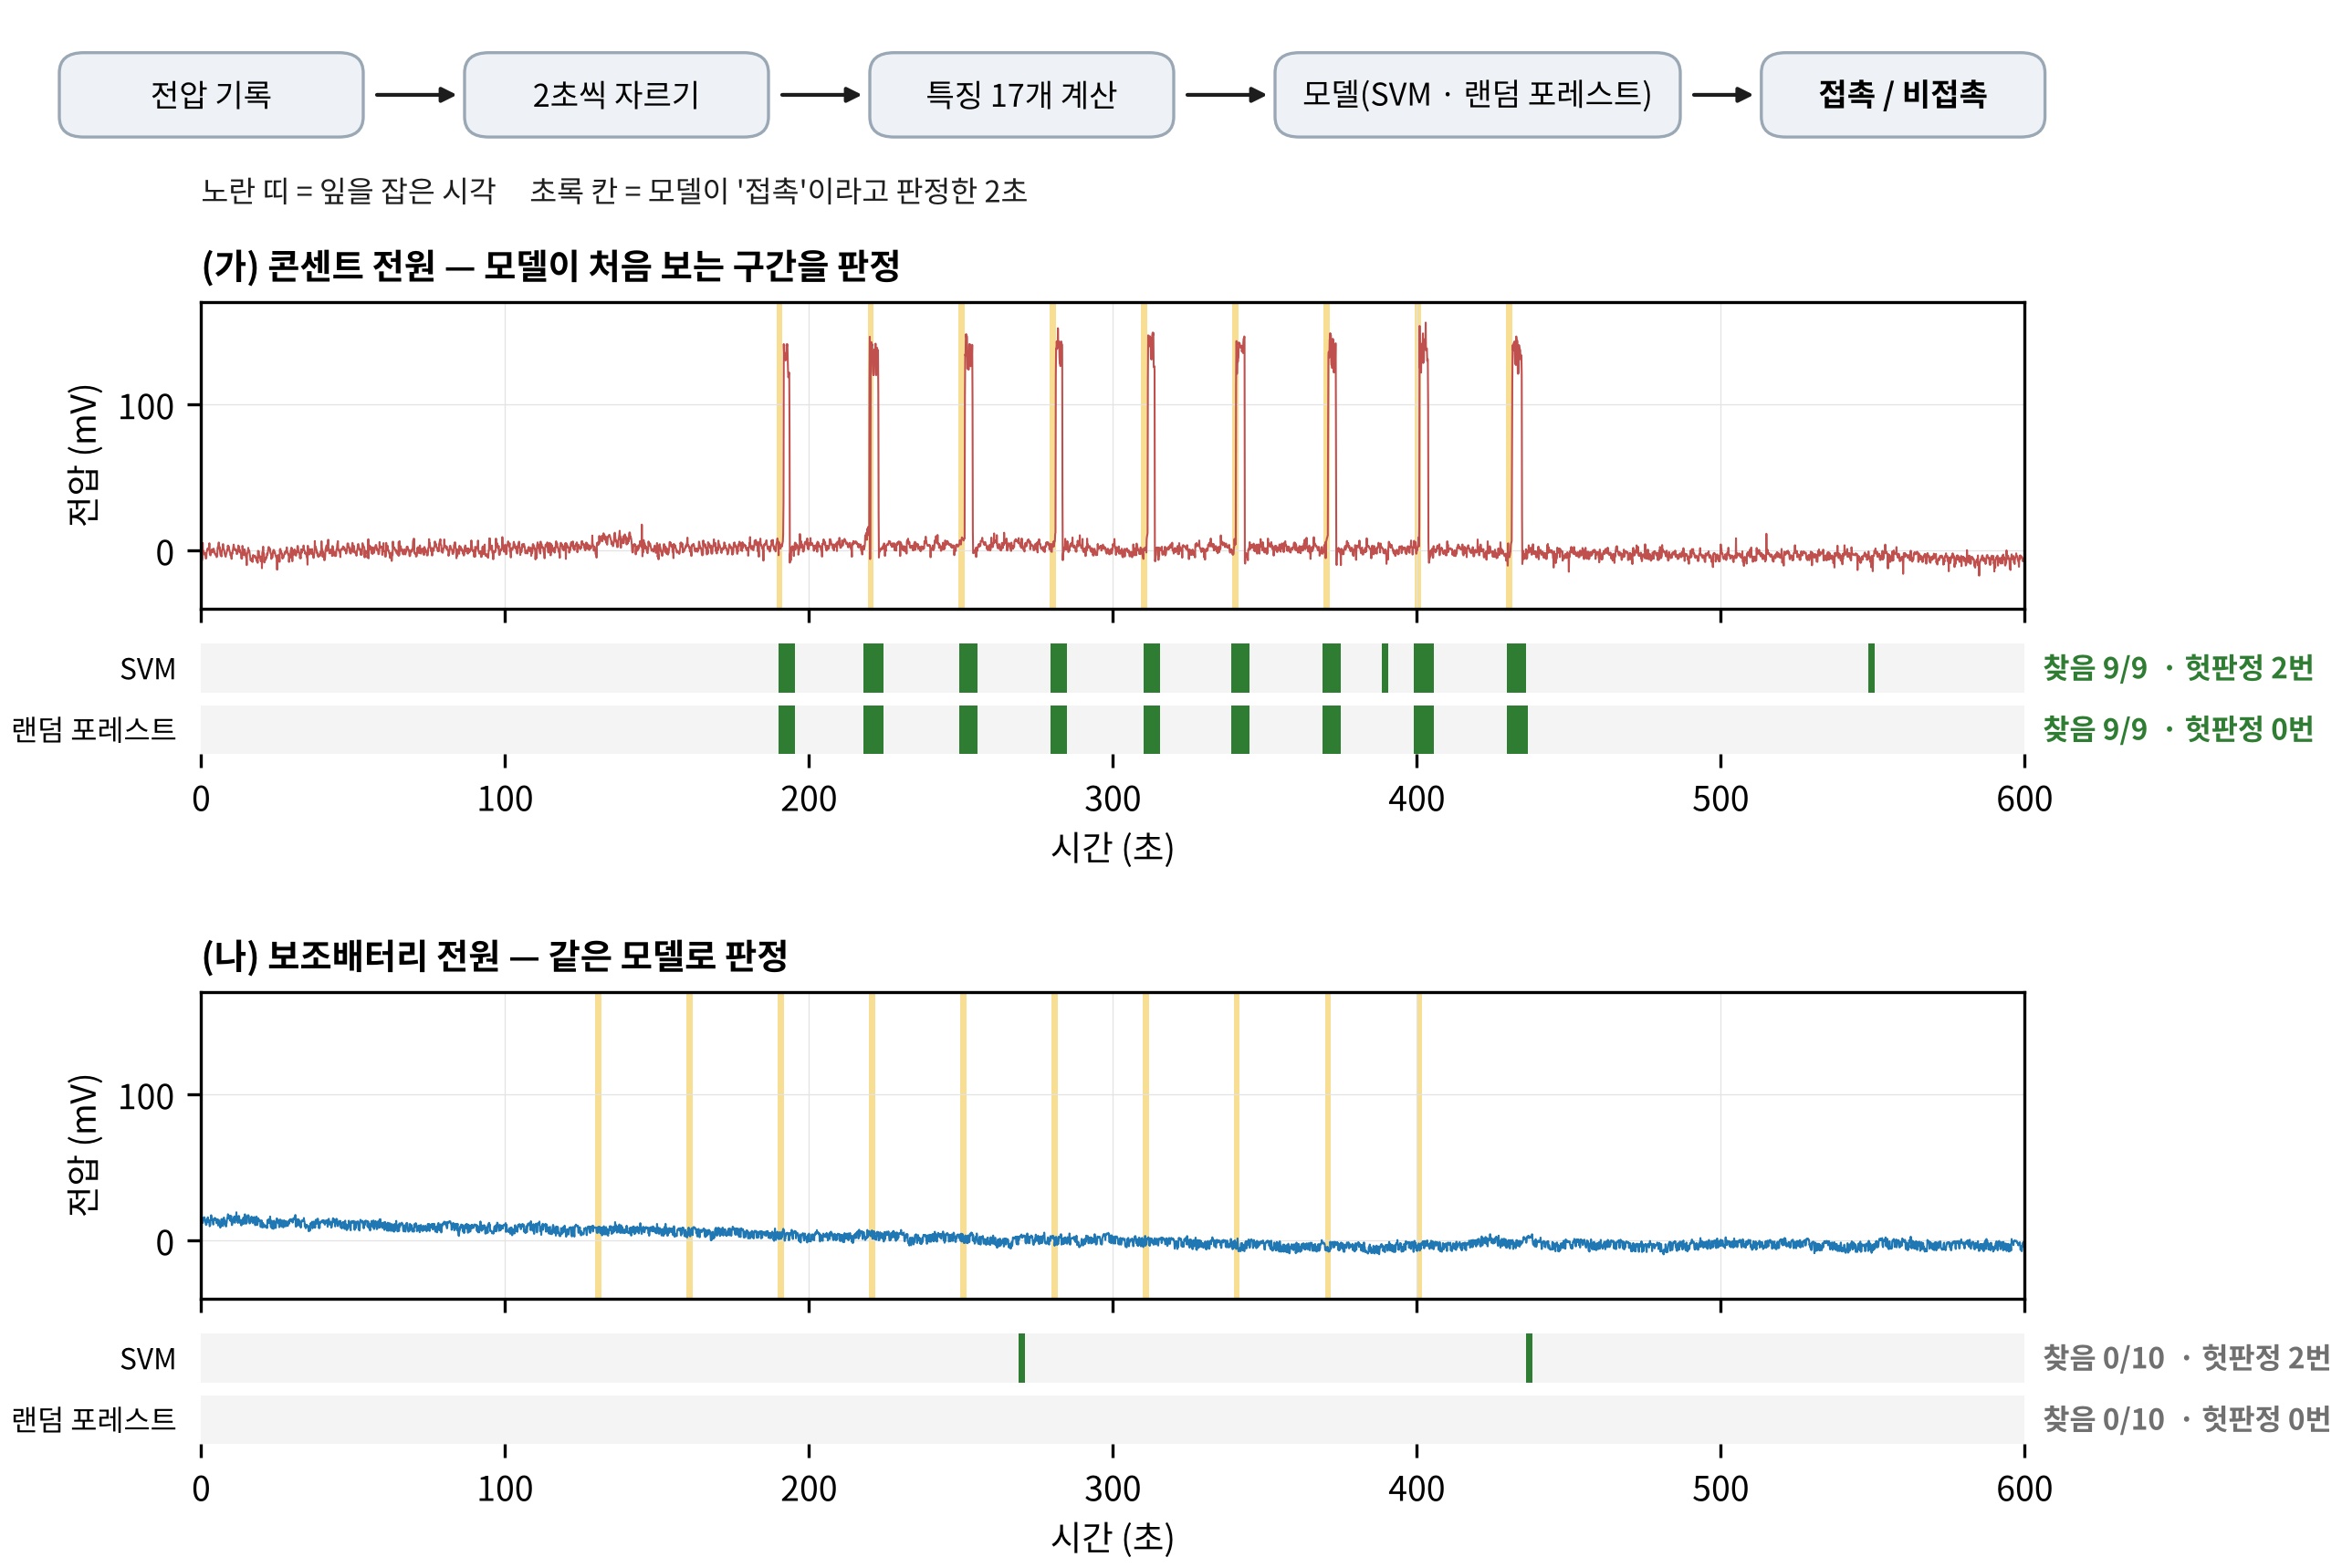 전압 기록
2초씩 자르기
특징 17개 계산
모델(SVM · 랜덤 포레스트)
접촉 / 비접촉
노란 띠 = 잎을 잡은 시각  초록 칸 = 모델이 '접촉'이라고 판정한 2초
(가) 콘센트 전원 — 모델이 처음 보는 구간을 판정
전압 (mV)
100
0
SVM
찾음 9/9 · 헛판정 2번
랜덤 포레스트
찾음 9/9 · 헛판정 0번
0 100 200 300 400 500 600
시간 (초)
(나) 보조배터리 전원 — 같은 모델로 판정
전압 (mV)
100
0
SVM
찾음 0/10 · 헛판정 2번
랜덤 포레스트
찾음 0/10 · 헛판정 0번
0 100 200 300 400 500 600
시간 (초)